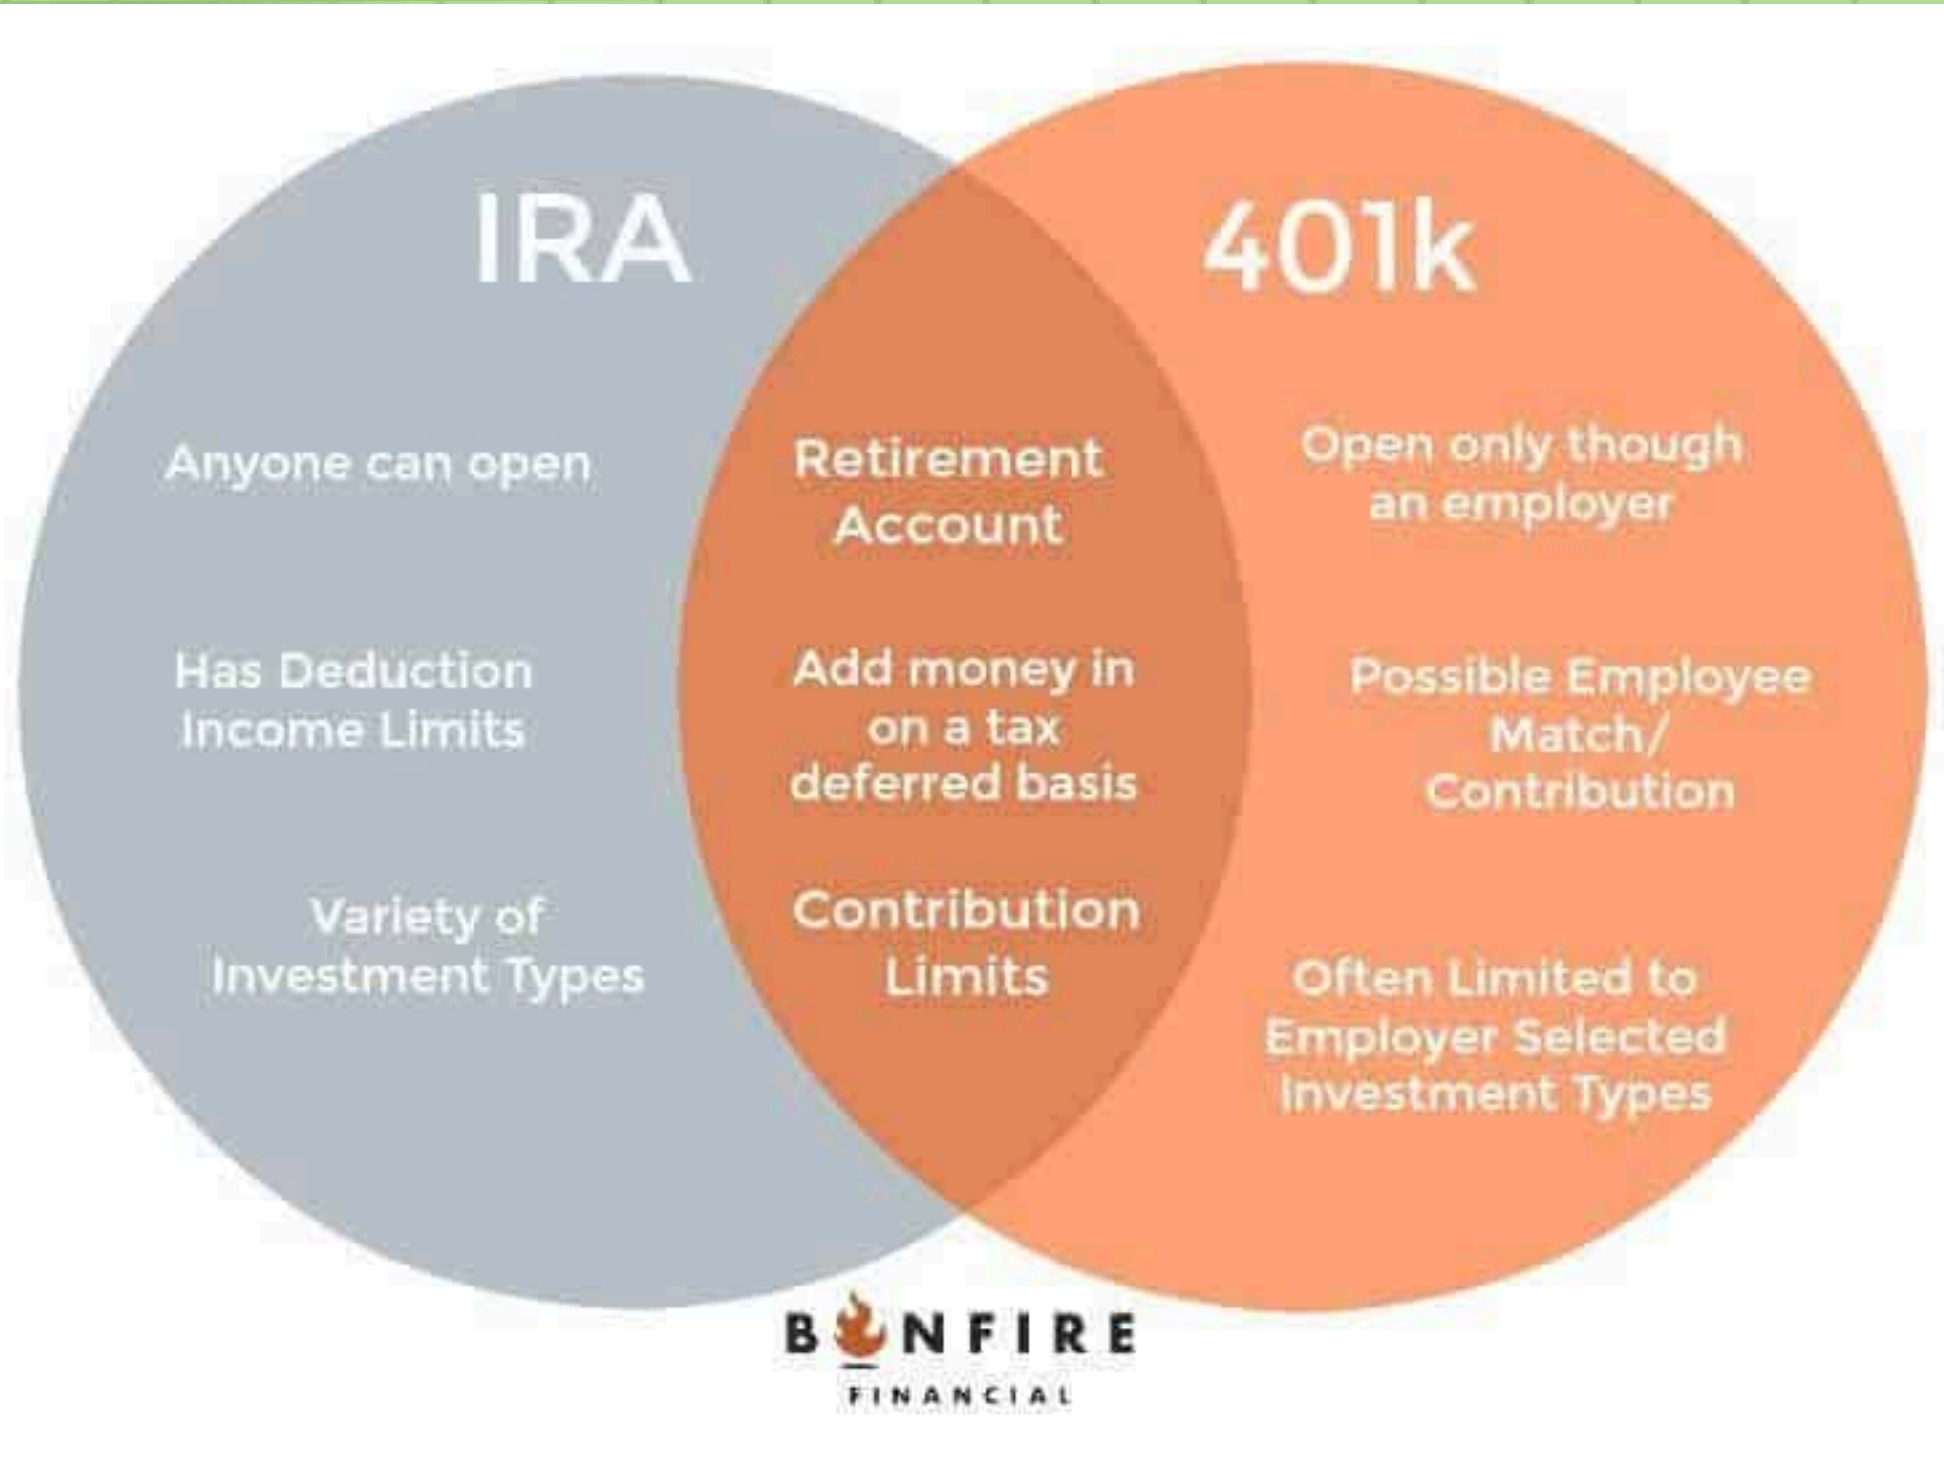 IRA
Anyone can open
Has Deduction
Income Limits
Variety of
Investment Types
Retirement
Account
Add money in
on a tax
deferred basis
Contribution
Limits
401k
Open only though
an employer
Possible Employee
Match/
Contribution
Often Limited to
Employer Selected
Investment Types
BONFIRE
FINANCIAL